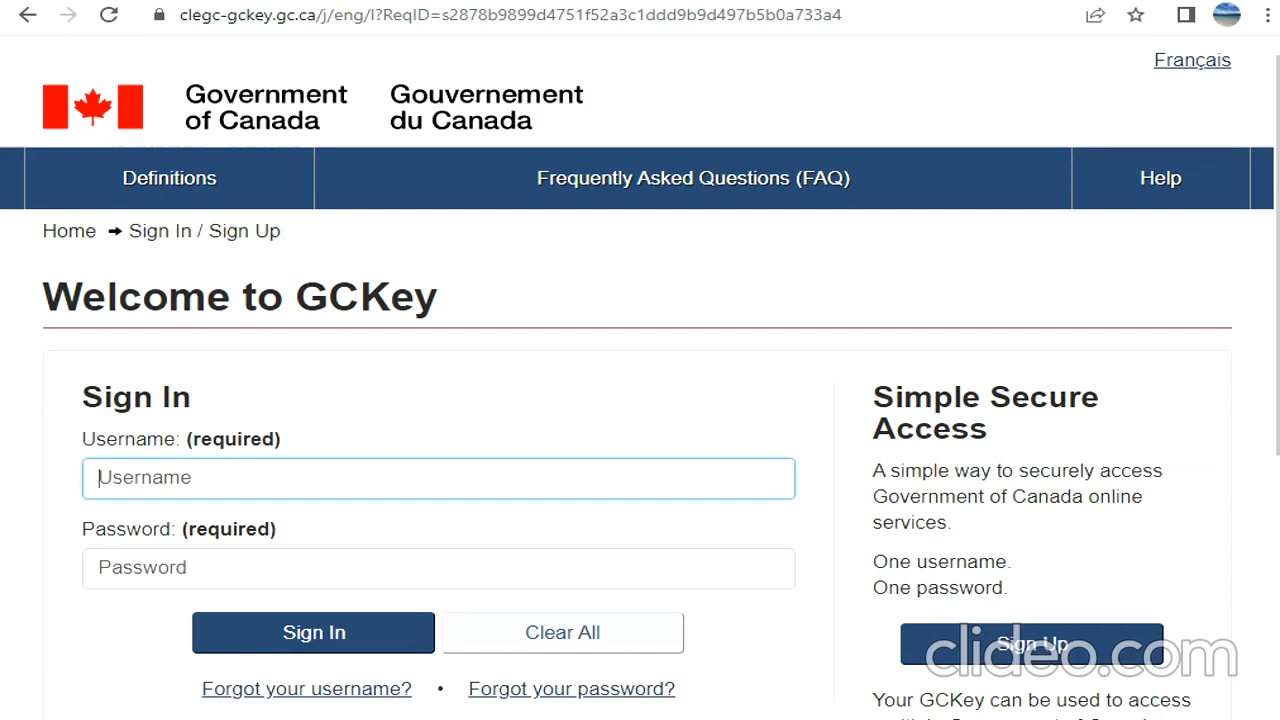 clegc-gckey.gc.ca/j/eng/l?ReqID=s2878b9899d4751f52a3c1ddd9b9d497b5b0a733a4
Français
Government of Canada
Gouvernement du Canada
Definitions
Frequently Asked Questions (FAQ)
Help
Home ➞ Sign In / Sign Up
Welcome to GCKey
Sign In
Username: (required)
Username
Password: (required)
Password
Sign In
Clear All
Forgot your username? • Forgot your password?
Simple Secure
Access
A simple way to securely access
Government of Canada online
services.
One username.
One password.
Sign Up
clideo.com
Your GCKey can be used to access